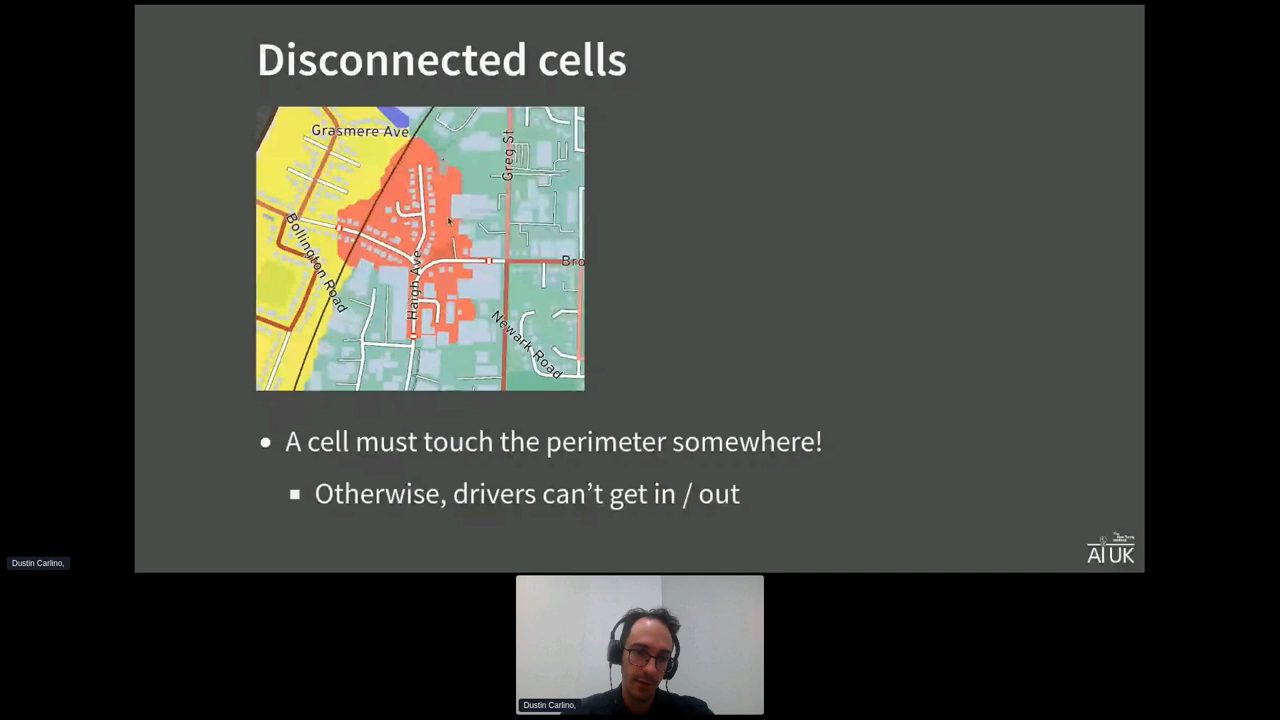 Disconnected cells
Grasmere Ave
Greg St
Bollington Road
Haigh Ave
Bro
Newark Road
A cell must touch the perimeter somewhere!
Otherwise, drivers can't get in / out
AI UK
Dustin Carlino,
Dustin Carlino,